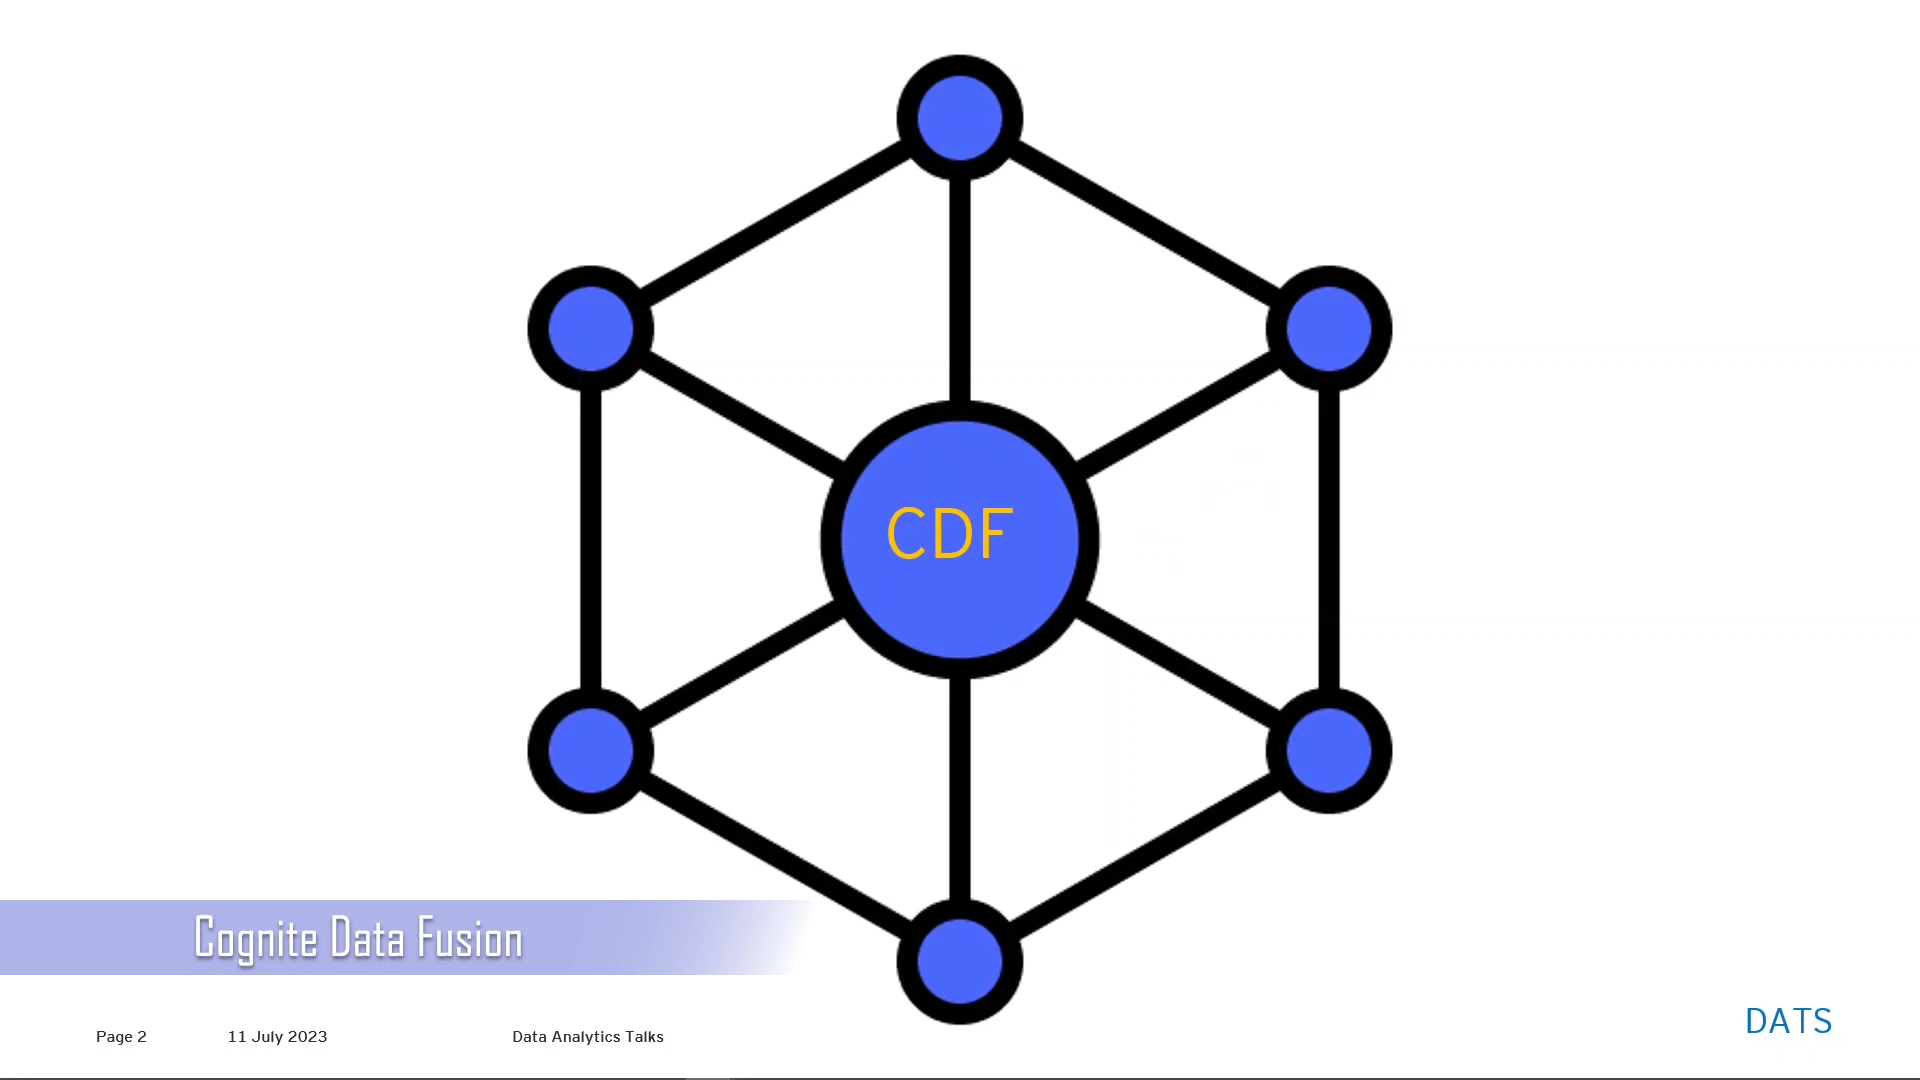 CDF
Cognite Data Fusion
Page 2
11 July 2023
Data Analytics Talks
DATS